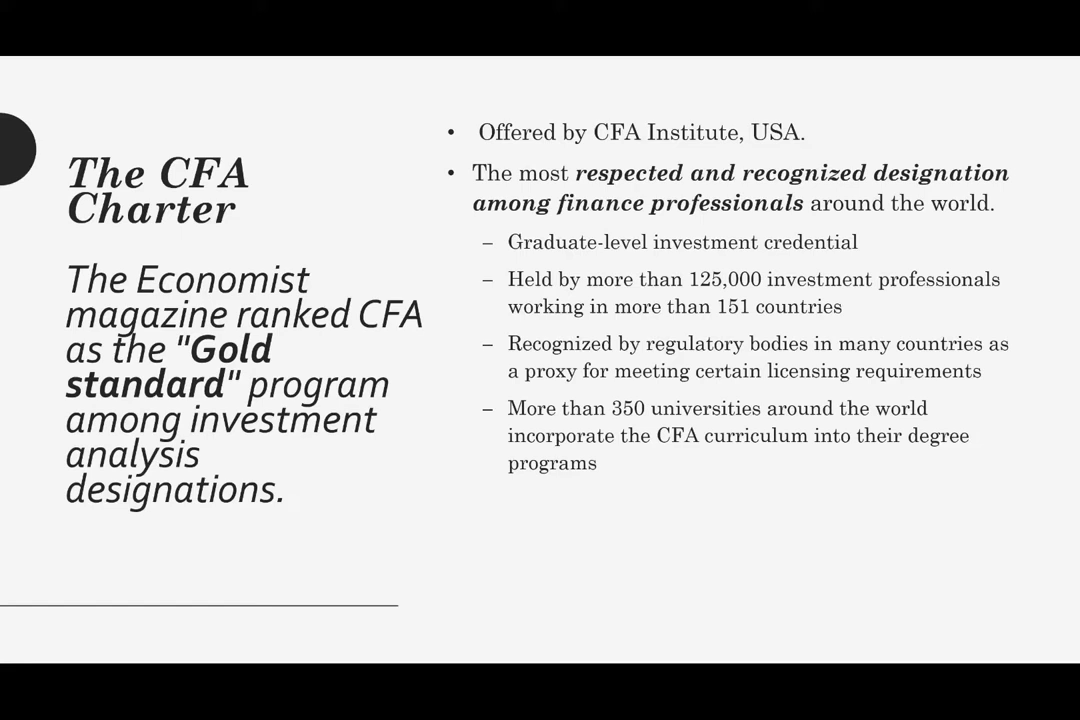 The CFA
Charter
The Economist
magazine ranked CFA
as the "Gold
standard" program
among investment
analysis
designations.
• Offered by CFA Institute, USA.
• The most respected and recognized designation
among finance professionals around the world.
– Graduate-level investment credential
– Held by more than 125,000 investment professionals
working in more than 151 countries
– Recognized by regulatory bodies in many countries as
a proxy for meeting certain licensing requirements
– More than 350 universities around the world
incorporate the CFA curriculum into their degree
programs